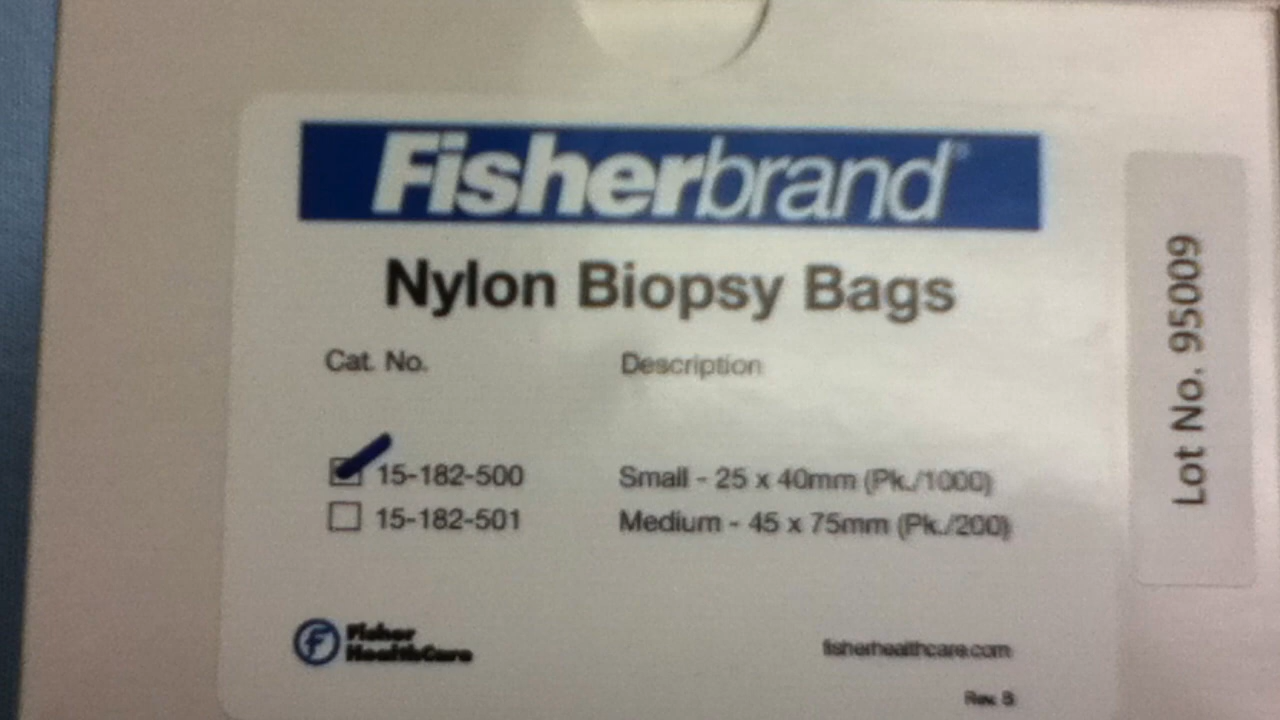 Fisherbrand®
Nylon Biopsy Bags
Cat. No. Description
15-182-500 Small - 25 x 40mm (Pk./1000)
15-182-501 Medium - 45 x 75mm (Pk./200)
Fisher
HealthCare
fisherhealthcare.com
Rev. B
Lot No. 95009